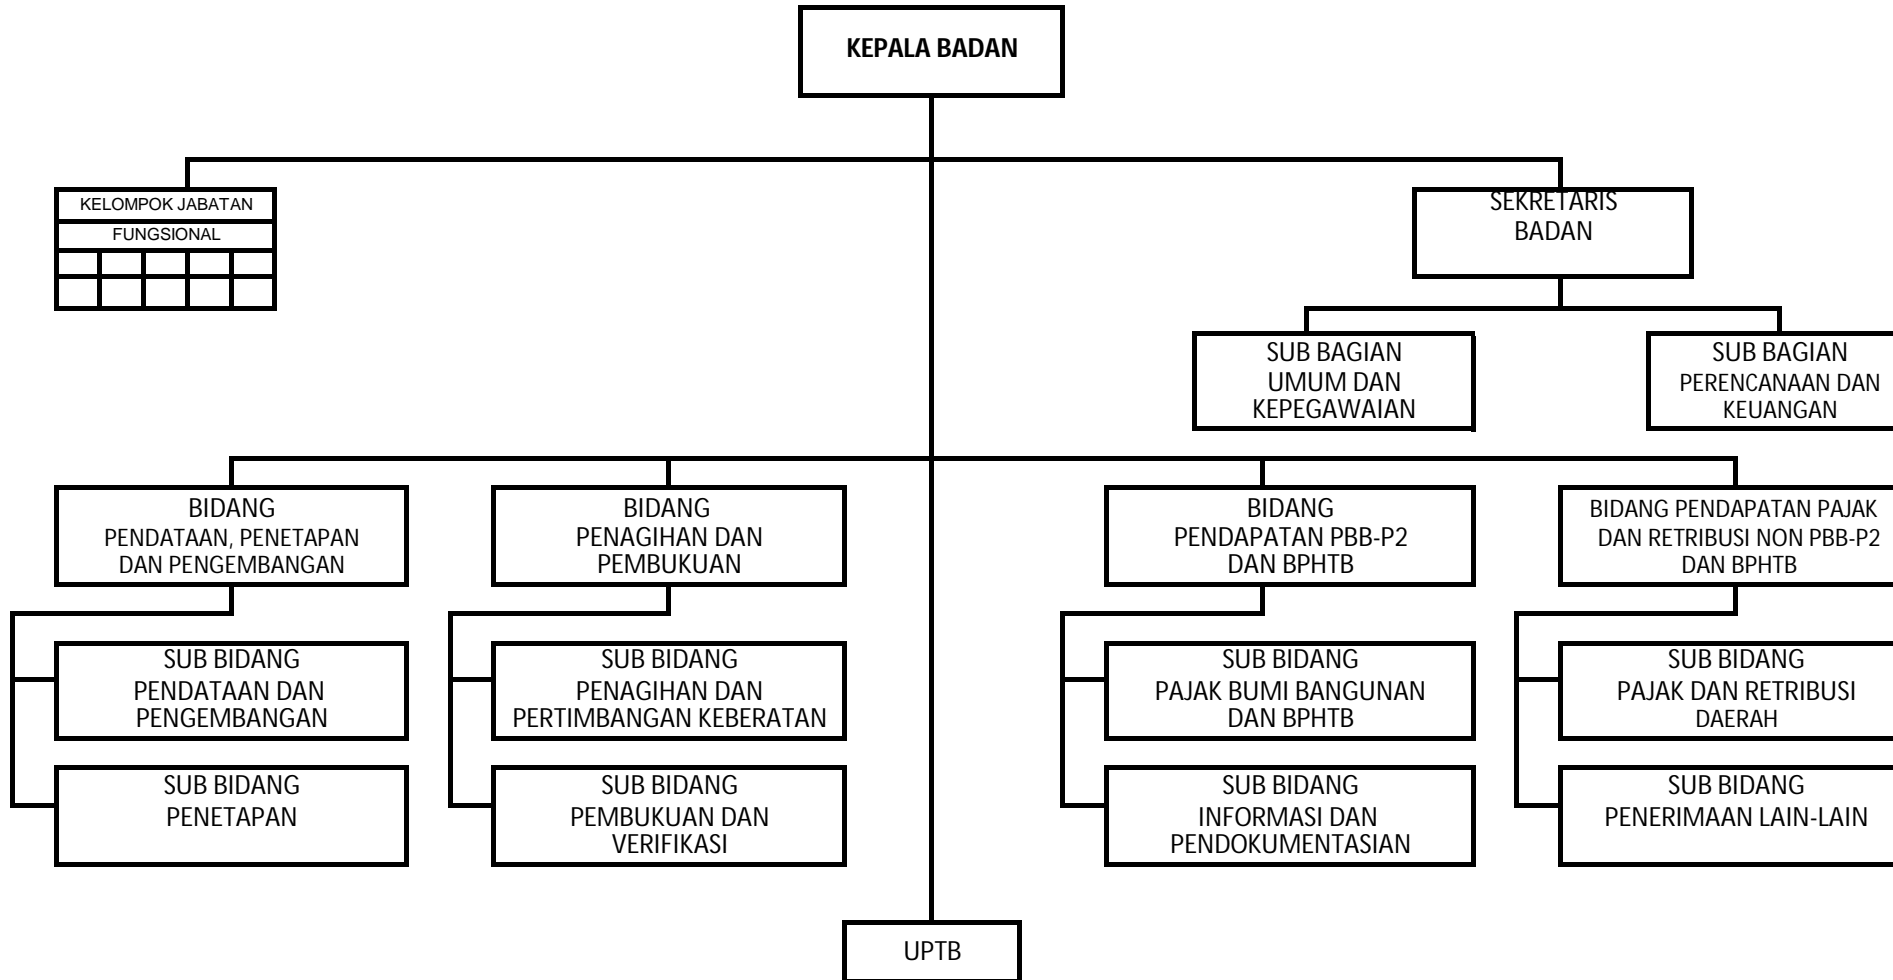 KEPALA BADAN
KELOMPOK JABATAN
FUNGSIONAL
SEKRETARIS
BADAN
SUB BAGIAN
UMUM DAN
KEPEGAWAIAN
SUB BAGIAN
PERENCANAAN DAN
KEUANGAN
BIDANG
PENDATAAN, PENETAPAN
DAN PENGEMBANGAN
BIDANG
PENAGIHAN DAN
PEMBUKUAN
BIDANG
PENDAPATAN PBB-P2
DAN BPHTB
BIDANG PENDAPATAN PAJAK
DAN RETRIBUSI NON PBB-P2
DAN BPHTB
SUB BIDANG
PENDATAAN DAN
PENGEMBANGAN
SUB BIDANG
PENAGIHAN DAN
PERTIMBANGAN KEBERATAN
SUB BIDANG
PAJAK BUMI BANGUNAN
DAN BPHTB
SUB BIDANG
PAJAK DAN RETRIBUSI
DAERAH
SUB BIDANG
PENETAPAN
SUB BIDANG
PEMBUKUAN DAN
VERIFIKASI
SUB BIDANG
INFORMASI DAN
PENDOKUMENTASIAN
SUB BIDANG
PENERIMAAN LAIN-LAIN
UPTB